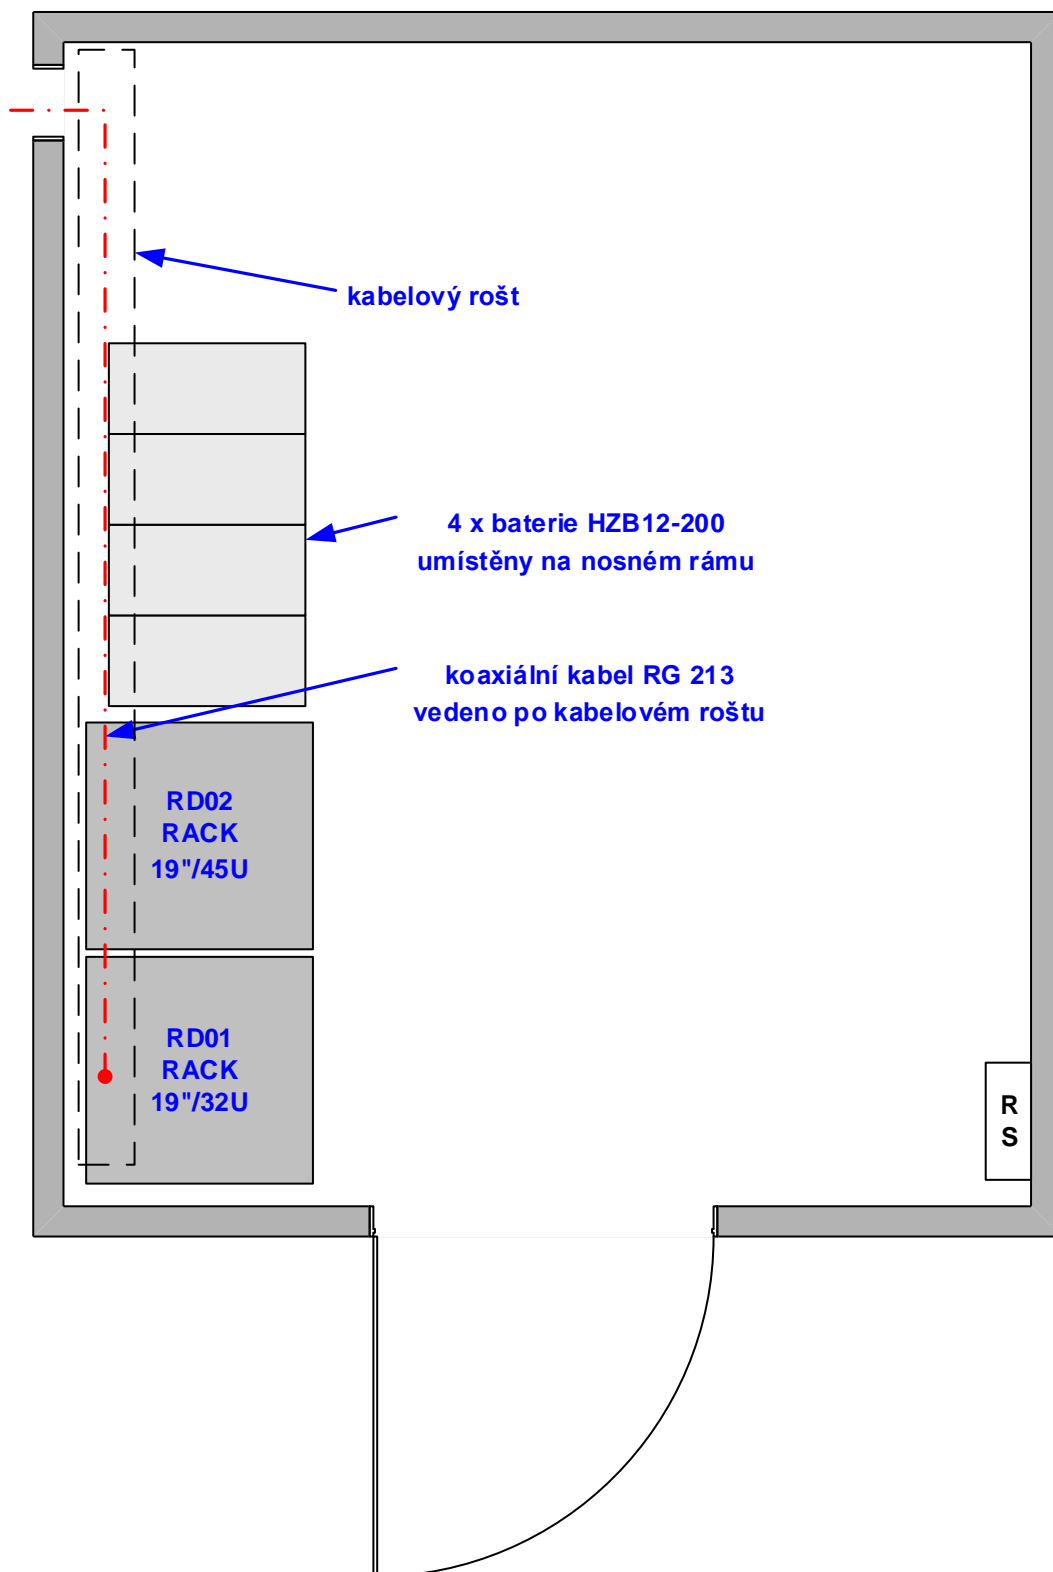 kabelový rošt
4 x baterie HZB12-200
umístěny na nosném rámu
koaxiální kabel RG 213
vedeno po kabelovém roštu
RD02
RACK
19"/45U
RD01
RACK
19"/32U
R
S